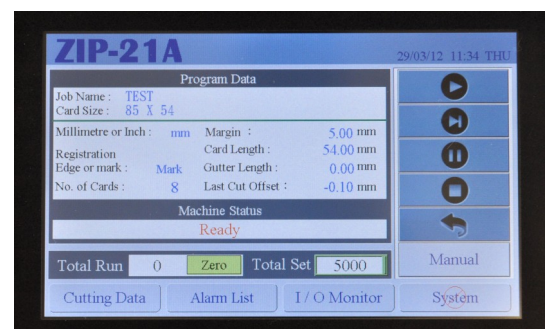 ZIP-21A
29/03/12 11:34 THU
Program Data
Job Name : TEST
Card Size : 85 X 54
Millimetre or Inch : mm Margin : 5.00 mm
Registration Card Length : 54.00 mm
Edge or mark : Mark Gutter Length : 0.00 mm
No. of Cards : 8 Last Cut Offset : -0.10 mm
Machine Status
Ready
Total Run 0 Zero Total Set 5000
Manual
Cutting Data Alarm List I / O Monitor System